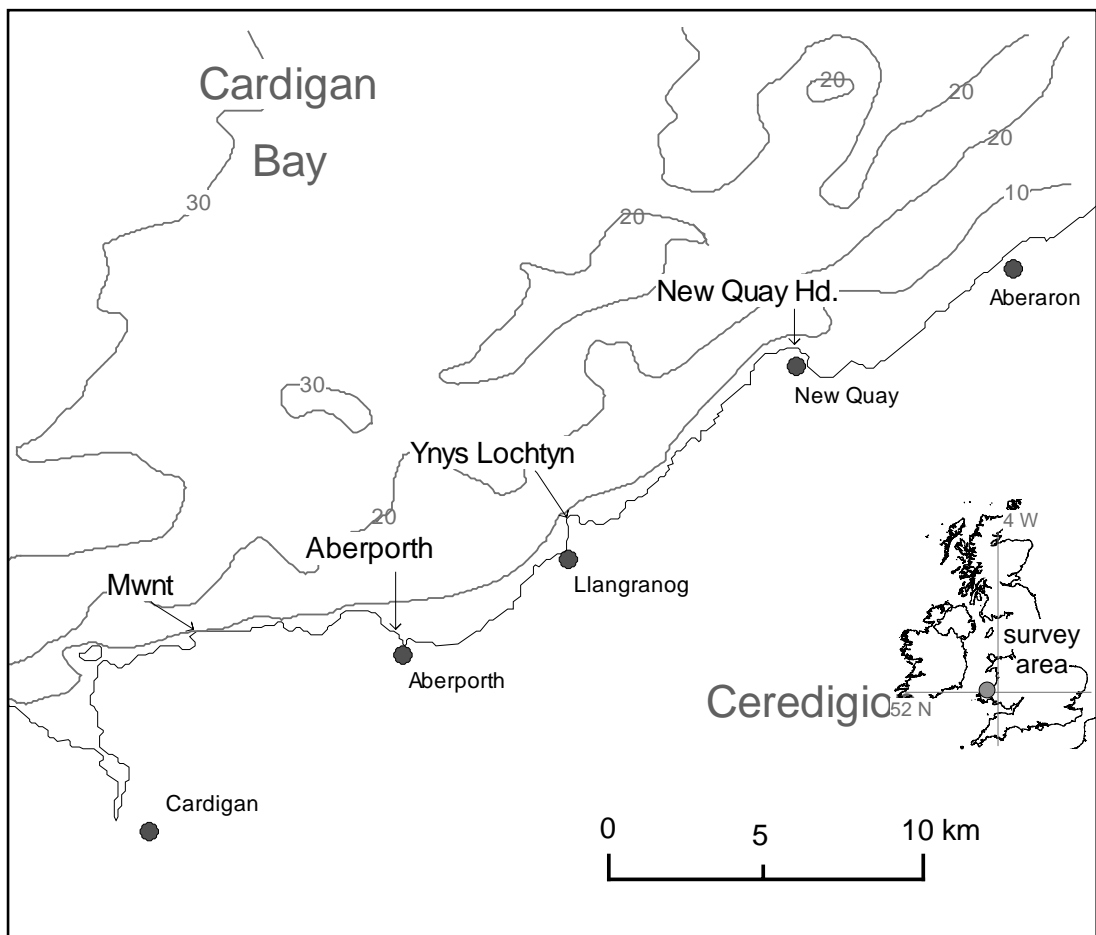 Cardigan
Bay
20
20
20
30
10
20
New Quay Hd.
Aberaron
30
New Quay
Ynys Lochtyn
20
4 W
Aberporth
Mwnt
Llangranog
survey
area
Aberporth
Ceredigio
52 N
Cardigan
0
5
10 km